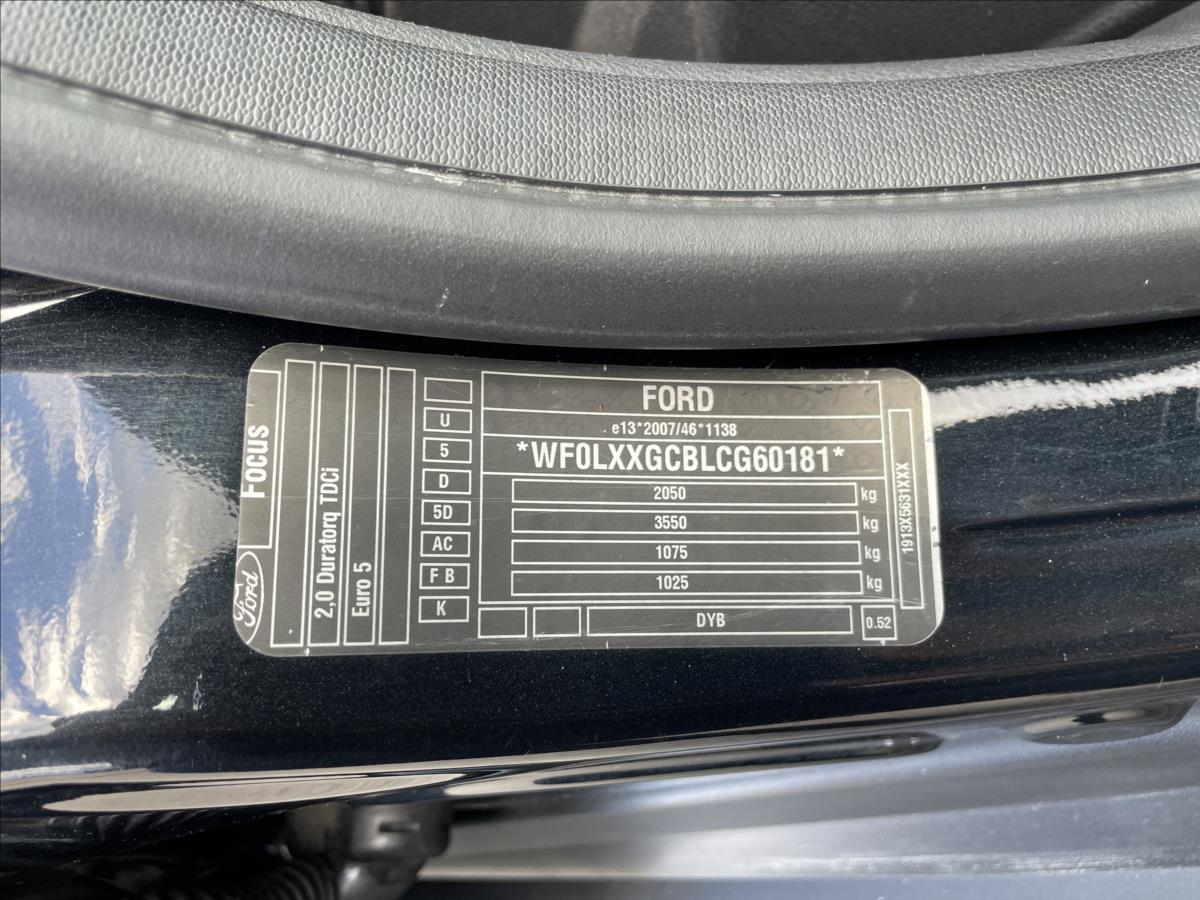 Ford
FOCUS
2,0 Duratorq TDCi
Euro 5
U
5
D
5D
AC
F B
K
FORD
e13*2007/46*1138
*WF0LXXGCBLCG60181*
2050 kg
3550 kg
1075 kg
1025 kg
DYB
0.52
1913X5631XXX